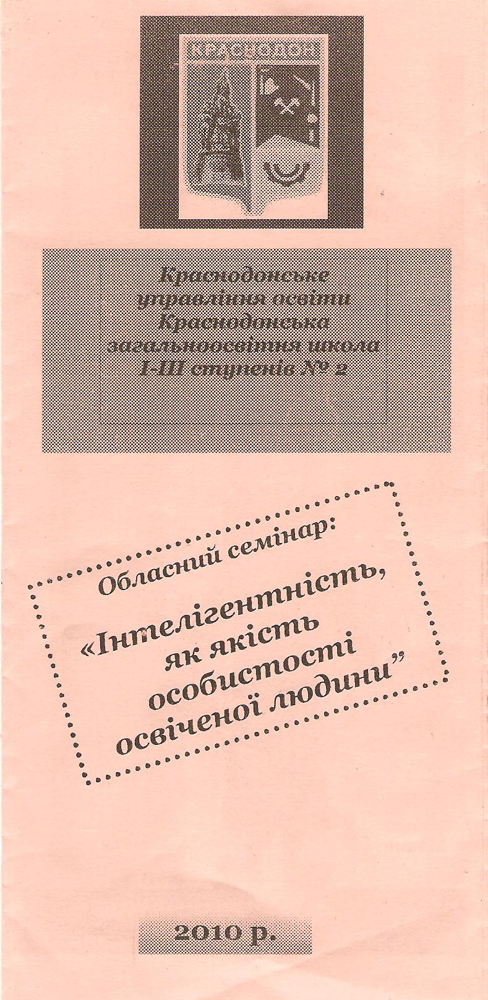 КРАСНОДОН
Краснодонське
управління освіти
Краснодонська
загальноосвітня школа
І-ІІІ ступенів № 2
Обласний семінар:
«Інтелігентність,
як якість
особистості
освіченої людини”
2010 р.